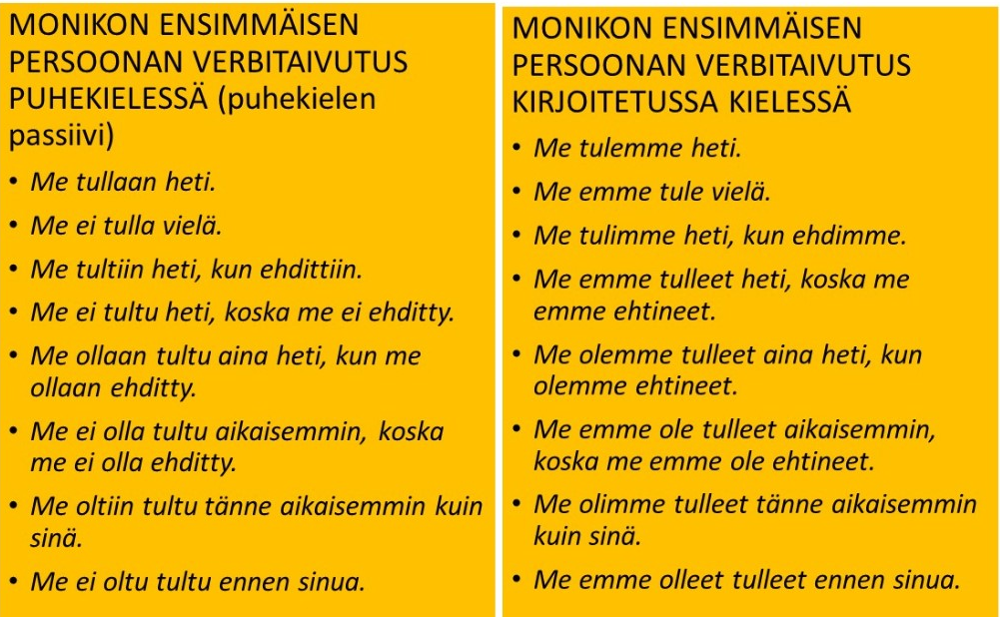 MONIKON ENSIMMÄISEN
PERSOONAN VERBITAIVUTUS
PUHEKIELESSÄ (puhekielen
passiivi)
• Me tullaan heti.
• Me ei tulla vielä.
• Me tultiin heti, kun ehdittiin.
• Me ei tultu heti, koska me ei ehditty.
• Me ollaan tultu aina heti, kun me
ollaan ehditty.
• Me ei olla tultu aikaisemmin, koska
me ei olla ehditty.
• Me oltiin tultu tänne aikaisemmin kuin
sinä.
• Me ei oltu tultu ennen sinua.
MONIKON ENSIMMÄISEN
PERSOONAN VERBITAIVUTUS
KIRJOITETUSSA KIELESSÄ
• Me tulemme heti.
• Me emme tule vielä.
• Me tulimme heti, kun ehdimme.
• Me emme tulleet heti, koska me
emme ehtineet.
• Me olemme tulleet aina heti, kun
olemme ehtineet.
• Me emme ole tulleet aikaisemmin,
koska me emme ole ehtineet.
• Me olimme tulleet tänne aikaisemmin
kuin sinä.
• Me emme olleet tulleet ennen sinua.